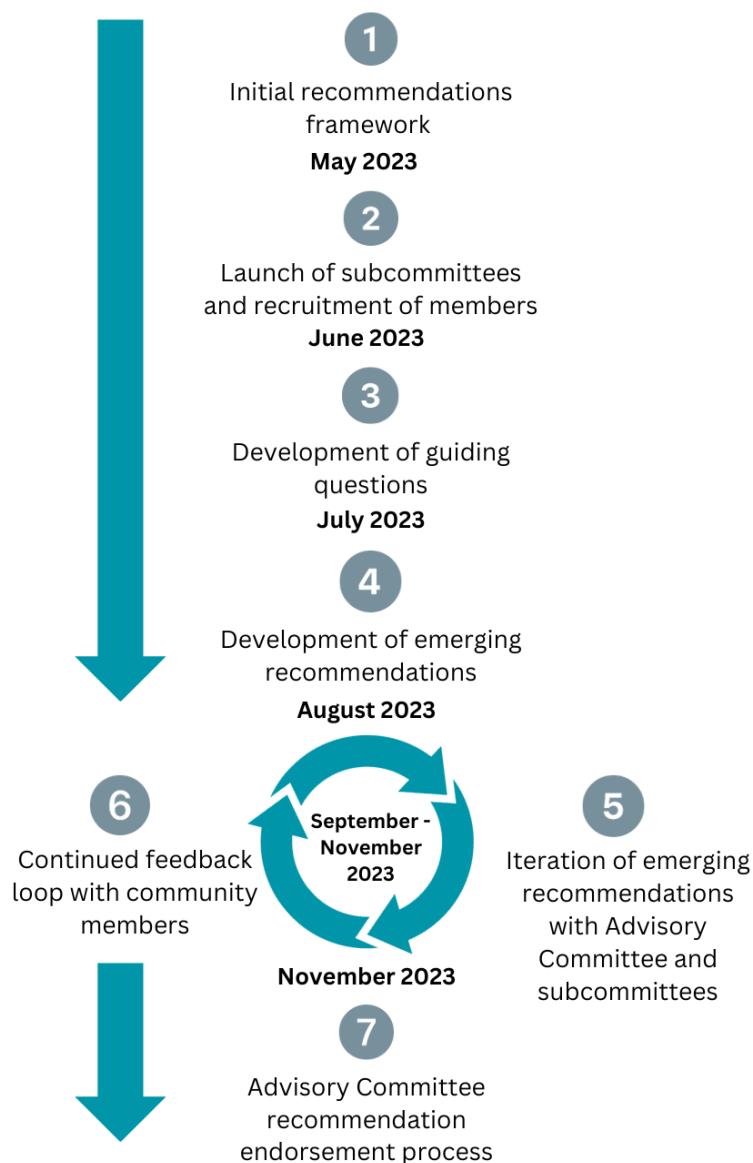 1
Initial recommendations
framework
May 2023
2
Launch of subcommittees
and recruitment of members
June 2023
3
Development of guiding
questions
July 2023
4
Development of emerging
recommendations
August 2023
September -
November
2023
5
Iteration of emerging
recommendations
with Advisory
Committee and
subcommittees
6
Continued feedback
loop with community
members
November 2023
7
Advisory Committee
recommendation
endorsement process